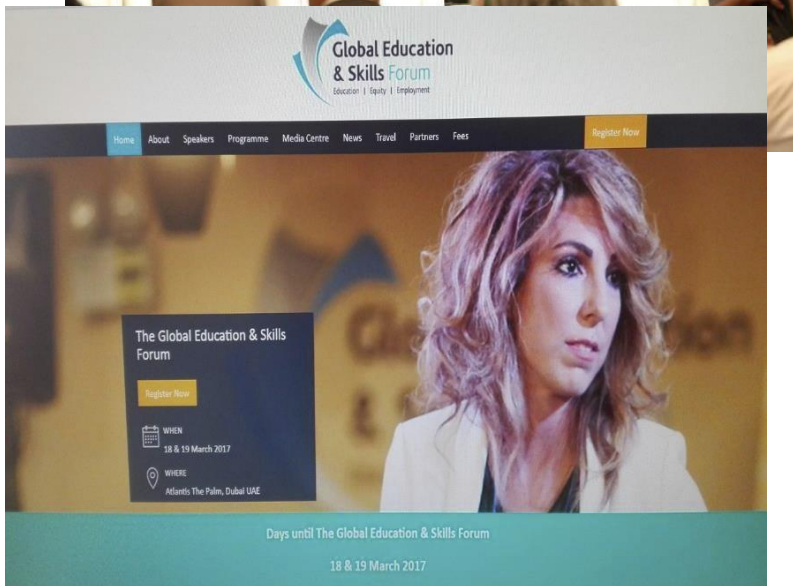 Global Education
& Skills Forum
Education | Equity | Employment
Home About Speakers Programme Media Centre News Travel Partners Fees Register Now
The Global Education & Skills
Forum
Register Now
WHEN
18 & 19 March 2017
WHERE
Atlantis The Palm, Dubai UAE
Days until The Global Education & Skills Forum
18 & 19 March 2017